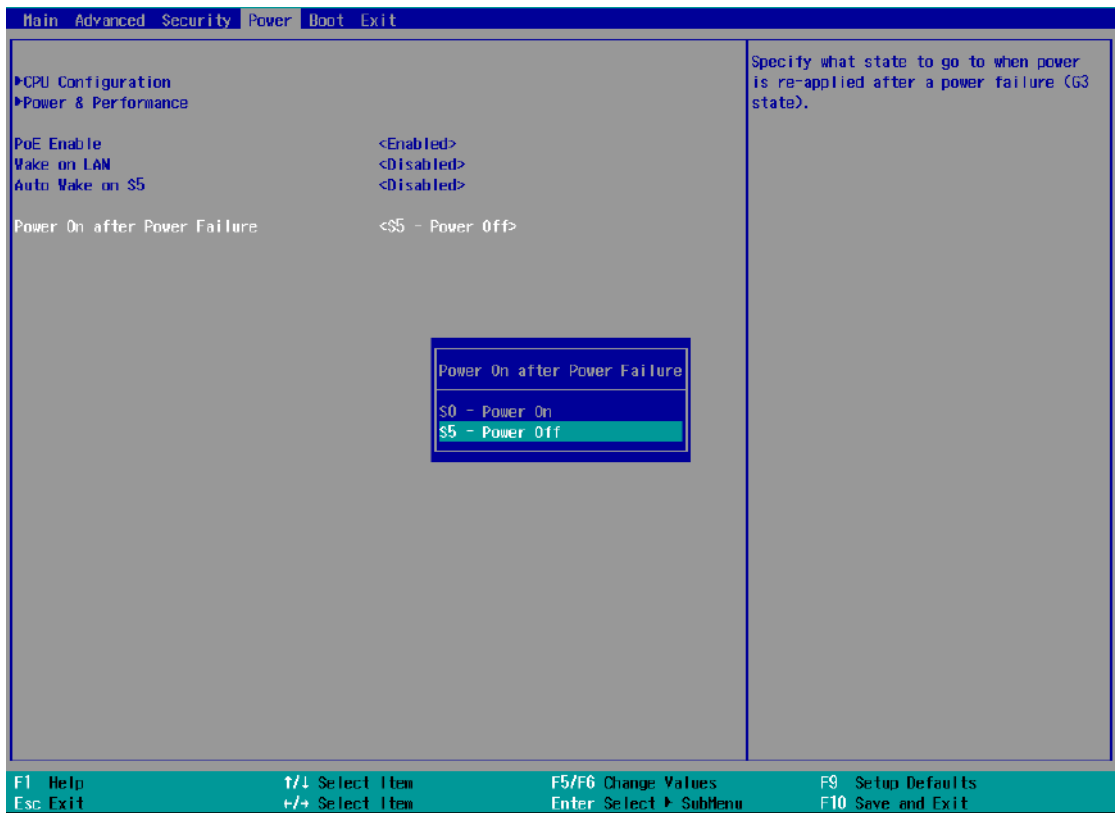 Main Advanced Security Power Boot Exit
▶CPU Configuration
▶Power & Performance
PoE Enable <Enabled>
Wake on LAN <Disabled>
Auto Wake on S5 <Disabled>
Power On after Power Failure <S5 - Power Off>
Specify what state to go to when power
is re-applied after a power failure (G3
state).
Power On after Power Failure
S0 - Power On
S5 - Power Off
F1 Help ↑/↓ Select Item F5/F6 Change Values F9 Setup Defaults
Esc Exit ←/→ Select Item Enter Select ▶ SubMenu F10 Save and Exit